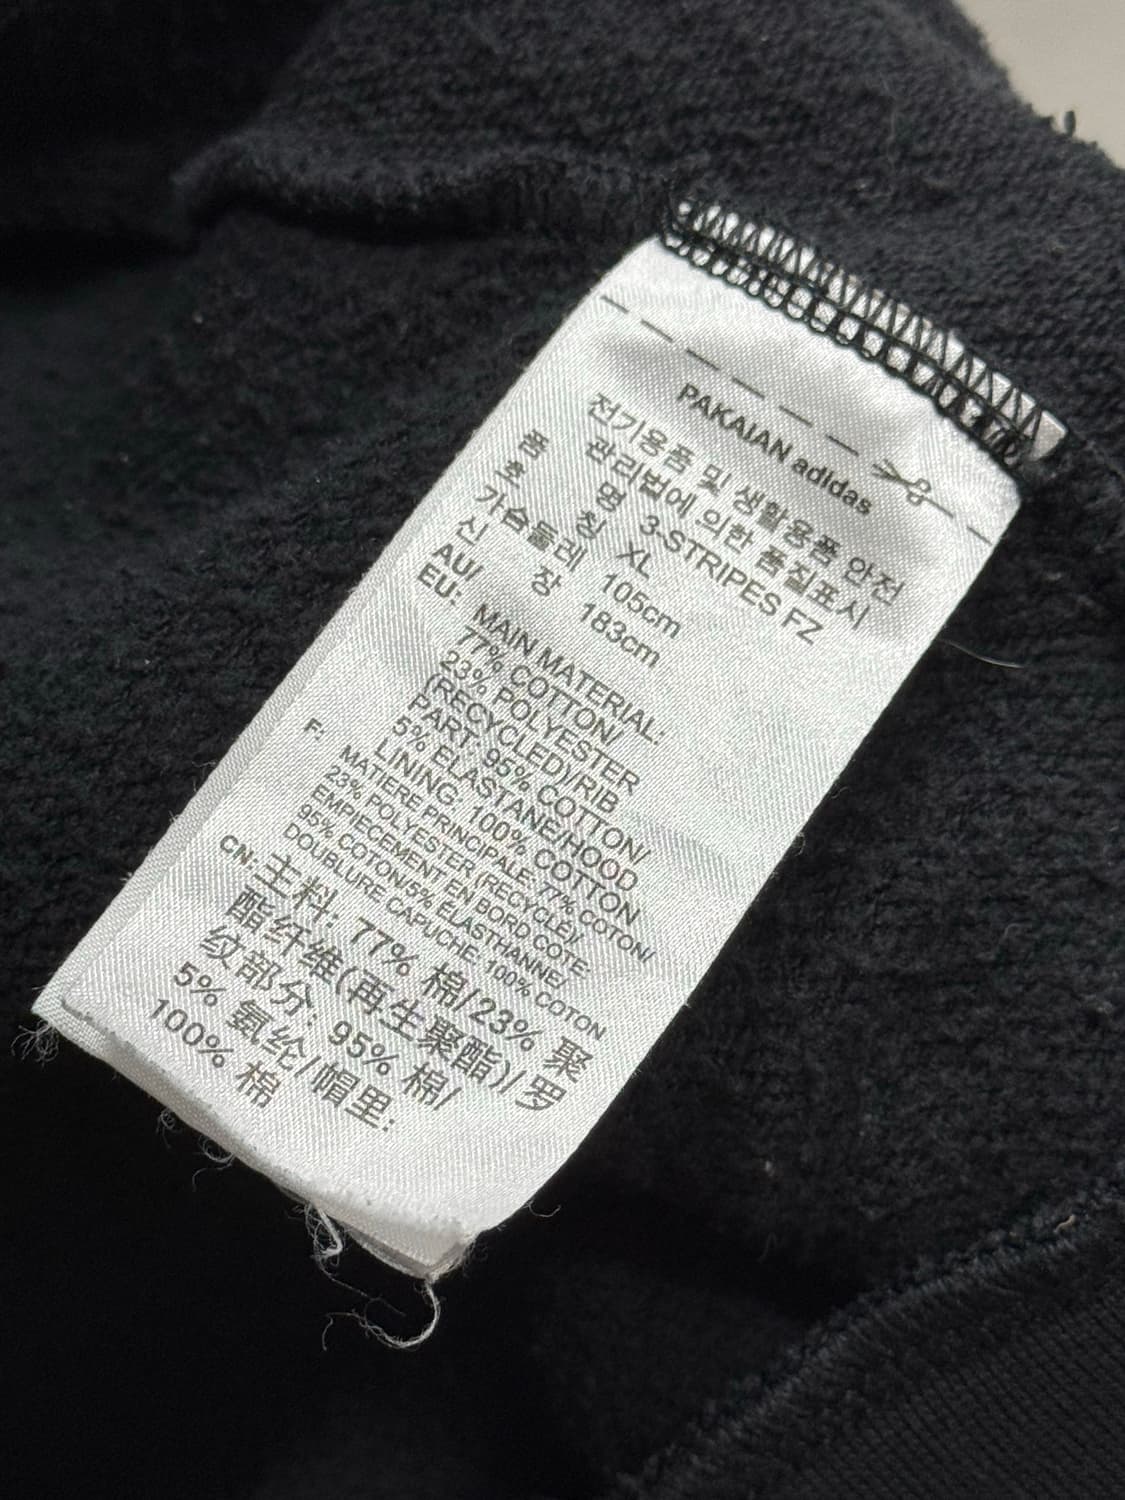 PAKAIAN adidas
전기용품 및 생활용품 안전
관리법에 의한 품질표시
품 명 3-STRIPES FZ
호 칭 XL
가슴둘레 105cm
신 장 183cm
AU/
EU: MAIN MATERIAL:
77% COTTON/
23% POLYESTER
(RECYCLED)/RIB
PART: 95% COTTON/
5% ELASTANE/HOOD
LINING: 100% COTTON
F: MATIERE PRINCIPALE: 77% COTON/
23% POLYESTER (RECYCLE)/
EMPIECEMENT EN BORD COTE:
95% COTON/5% ELASTHANNE/
DOUBLURE CAPUCHE: 100% COTON
CN: 主料: 77% 棉/23% 聚
酯纤维(再生聚酯)/罗
纹部分: 95% 棉/
5% 氨纶/帽里:
100% 棉